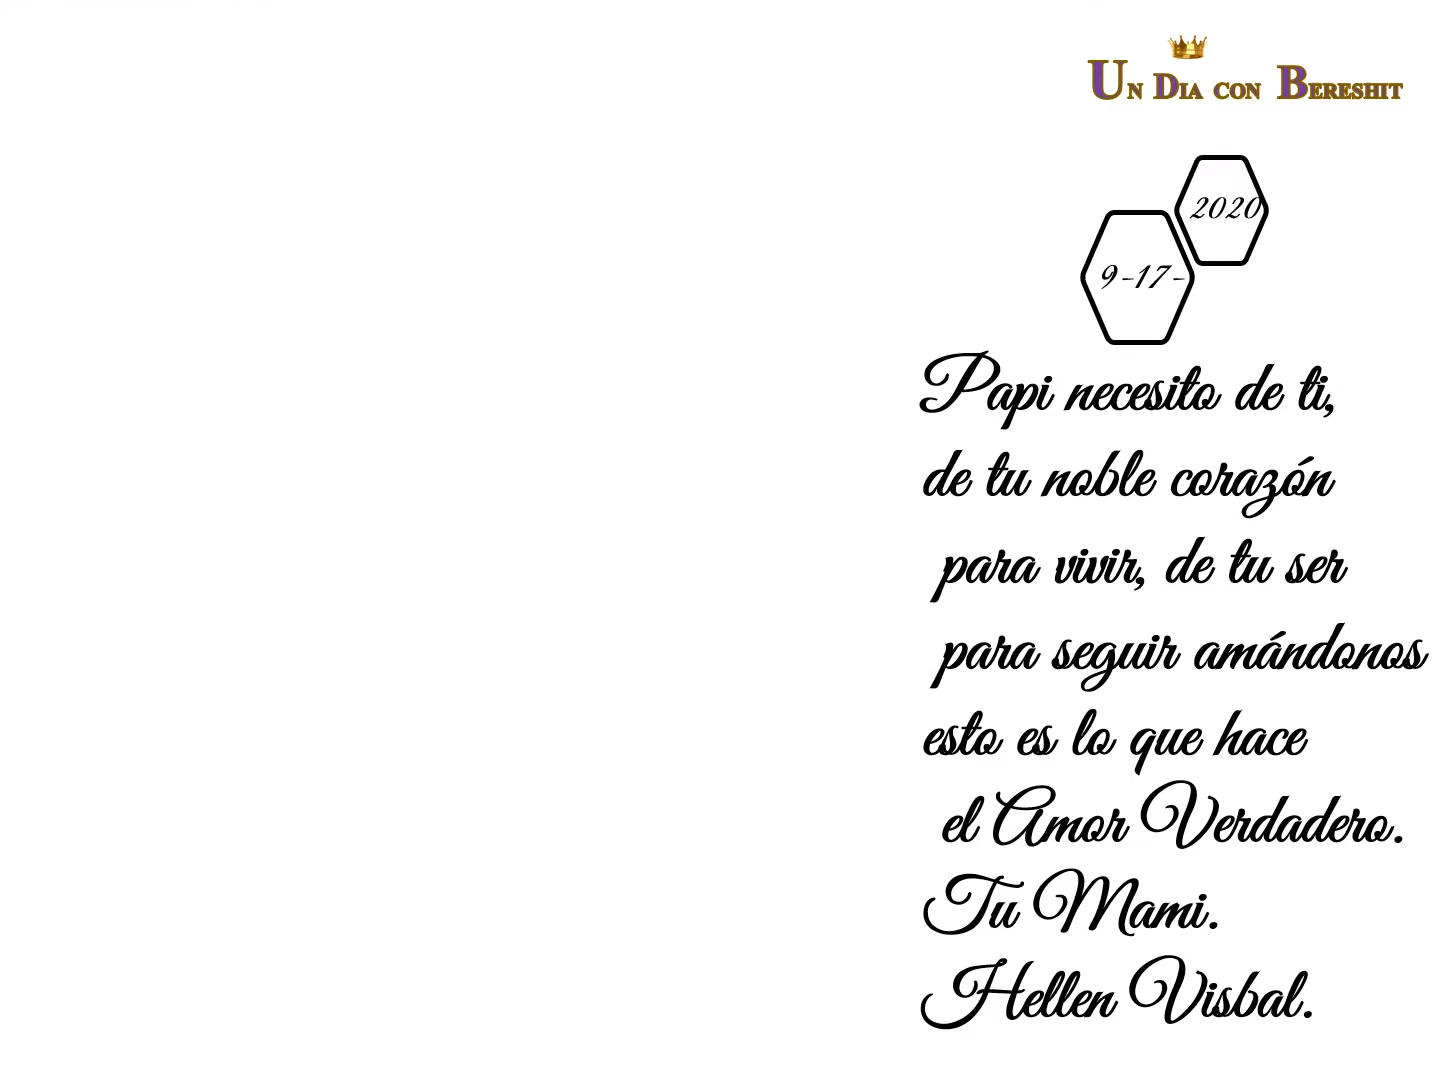 Un Dia con Bereshit
2020
9-17-
Papi necesito de ti,
de tu noble corazón
para vivir, de tu ser
para seguir amándonos
esto es lo que hace
el Amor Verdadero.
Tu Mami.
Hellen Visbal.